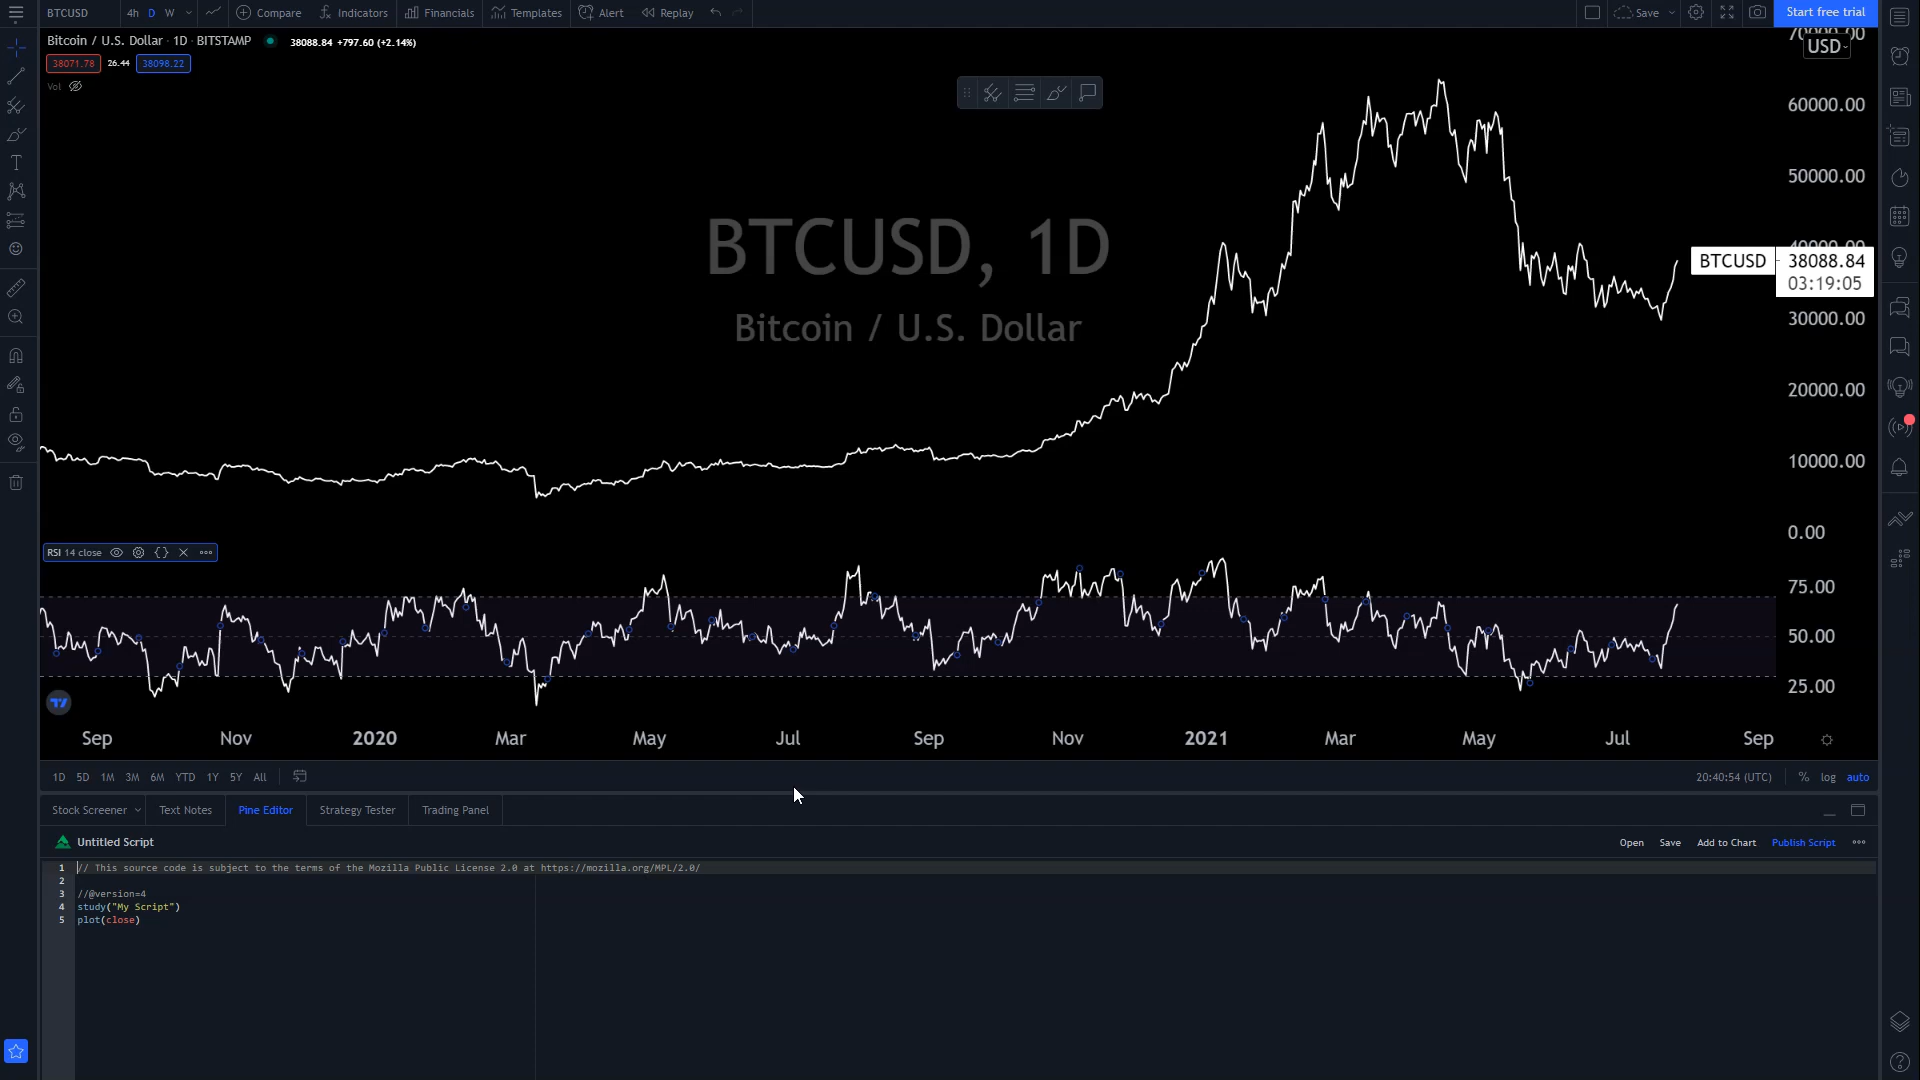 BTCUSD 4h D W Compare Indicators Financials Templates Alert Replay Save Start free trial
Bitcoin / U.S. Dollar · 1D · BITSTAMP 38088.84 +797.60 (+2.14%)
38071.78 26.44 38098.22
Vol
70000.00
USD
60000.00
50000.00
40000.00
BTCUSD 38088.84
03:19:05
30000.00
20000.00
10000.00
0.00
BTCUSD, 1D
Bitcoin / U.S. Dollar
RSI 14 close
75.00
50.00
25.00
Sep Nov 2020 Mar May Jul Sep Nov 2021 Mar May Jul Sep
1D 5D 1M 3M 6M YTD 1Y 5Y All 20:40:54 (UTC) % log auto
Stock Screener Text Notes Pine Editor Strategy Tester Trading Panel
Untitled Script Open Save Add to Chart Publish Script
1 // This source code is subject to the terms of the Mozilla Public License 2.0 at https://mozilla.org/MPL/2.0/
2
3 //@version=4
4 study("My Script")
5 plot(close)